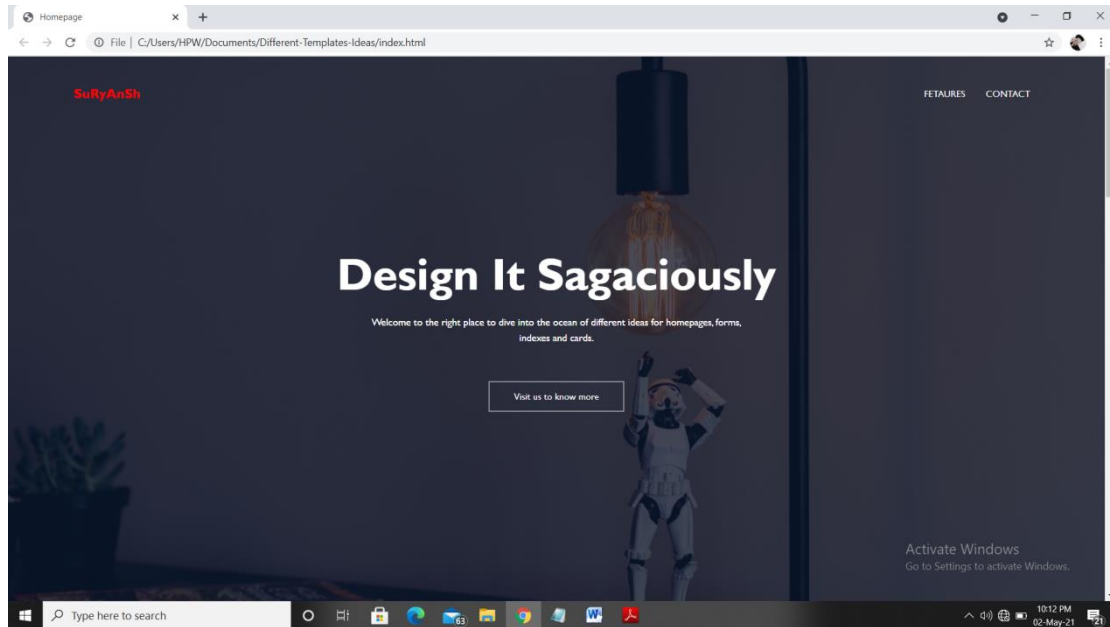 Homepage
File | C:/Users/HPW/Documents/Different-Templates-Ideas/index.html
SuRyAnSh
FETAURES CONTACT
Design It Sagaciously
Welcome to the right place to dive into the ocean of different ideas for homepages, forms,
indexes and cards.
Visit us to know more
Activate Windows
Go to Settings to activate Windows.
Type here to search
63
W
10:12 PM
02-May-21
21